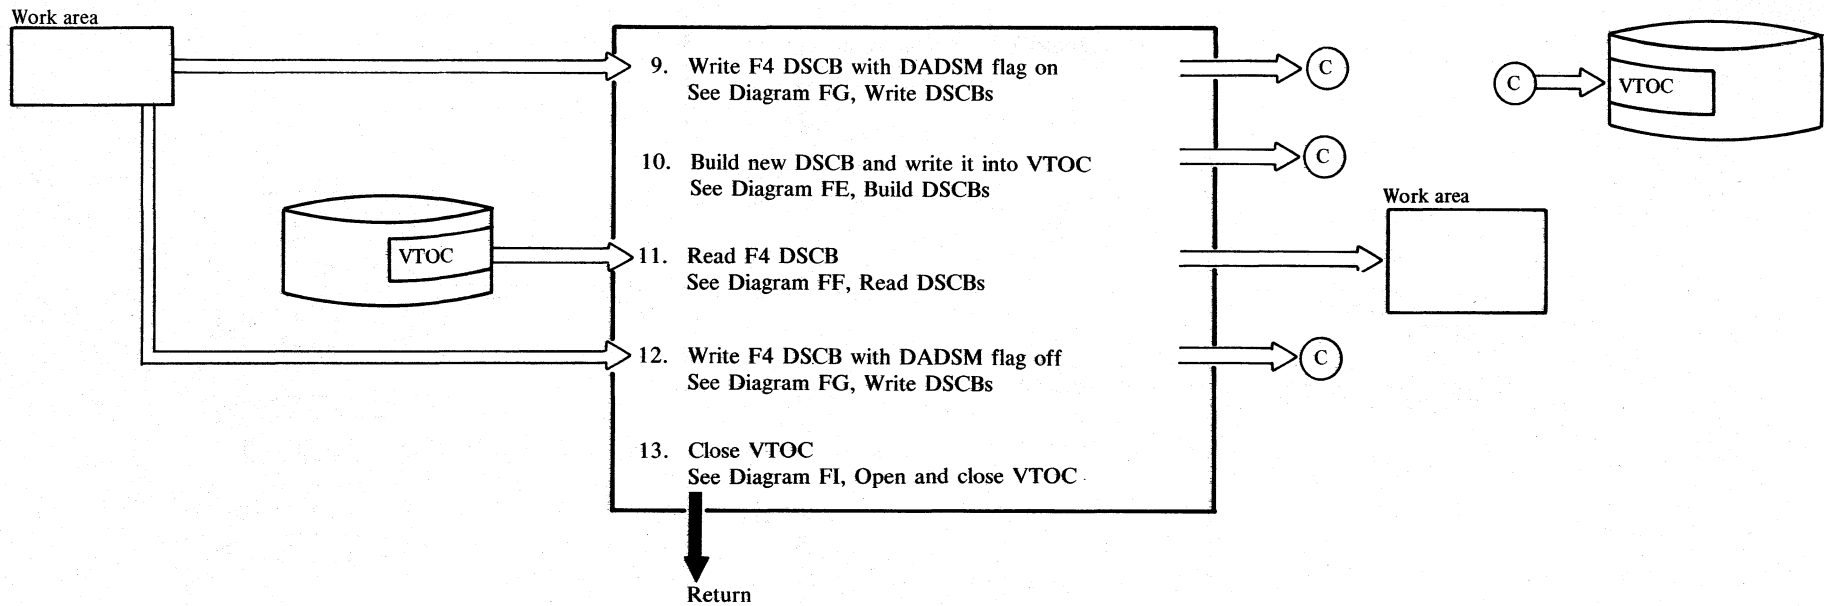 Work area
9. Write F4 DSCB with DADSM flag on
See Diagram FG, Write DSCBs
C
C
VTOC
10. Build new DSCB and write it into VTOC
See Diagram FE, Build DSCBs
C
Work area
VTOC
11. Read F4 DSCB
See Diagram FF, Read DSCBs
12. Write F4 DSCB with DADSM flag off
See Diagram FG, Write DSCBs
C
13. Close VTOC
See Diagram FI, Open and close VTOC
Return